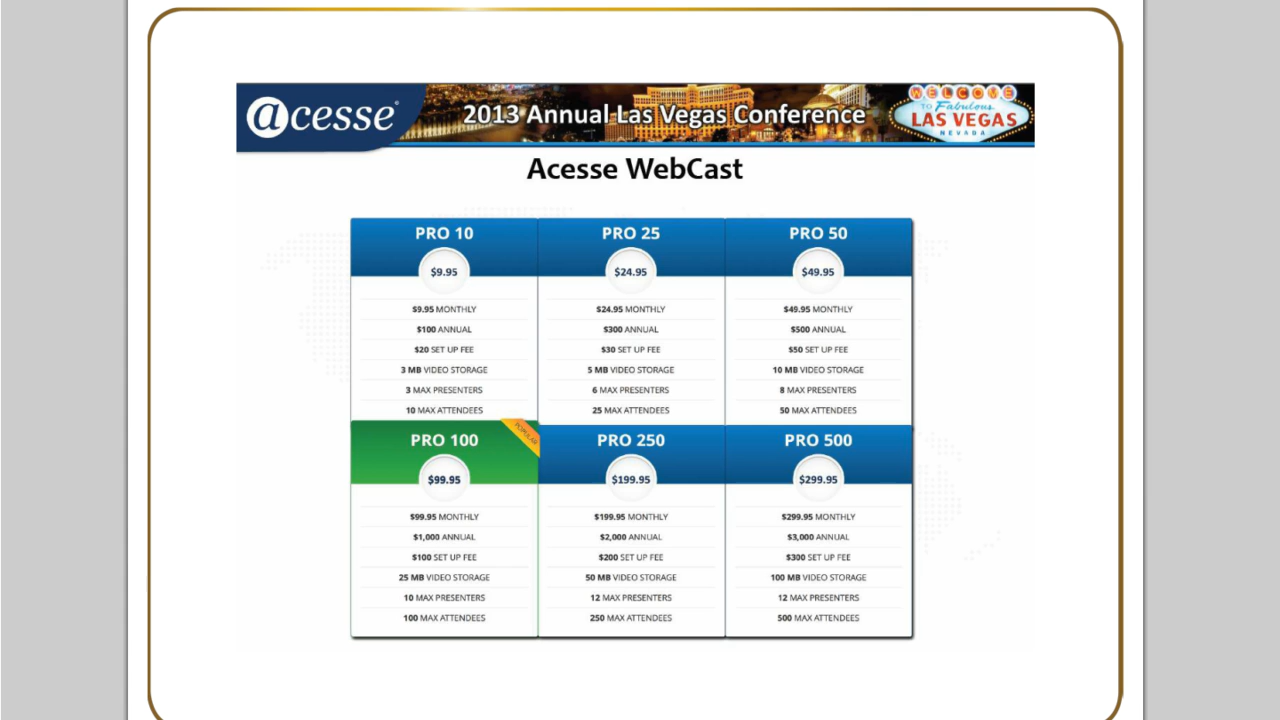 acesse
2013 Annual Las Vegas Conference
WELCOME
TO Fabulous
LAS VEGAS
NEVADA
Acesse WebCast
PRO 10
$9.95
$9.95 MONTHLY
$100 ANNUAL
$20 SET UP FEE
3 MB VIDEO STORAGE
3 MAX PRESENTERS
10 MAX ATTENDEES
PRO 25
$24.95
$24.95 MONTHLY
$300 ANNUAL
$30 SET UP FEE
5 MB VIDEO STORAGE
6 MAX PRESENTERS
25 MAX ATTENDEES
PRO 50
$49.95
$49.95 MONTHLY
$500 ANNUAL
$50 SET UP FEE
10 MB VIDEO STORAGE
8 MAX PRESENTERS
50 MAX ATTENDEES
PRO 100
POPULAR
$99.95
$99.95 MONTHLY
$1,000 ANNUAL
$100 SET UP FEE
25 MB VIDEO STORAGE
10 MAX PRESENTERS
100 MAX ATTENDEES
PRO 250
$199.95
$199.95 MONTHLY
$2,000 ANNUAL
$200 SET UP FEE
50 MB VIDEO STORAGE
12 MAX PRESENTERS
250 MAX ATTENDEES
PRO 500
$299.95
$299.95 MONTHLY
$3,000 ANNUAL
$300 SET UP FEE
100 MB VIDEO STORAGE
12 MAX PRESENTERS
500 MAX ATTENDEES